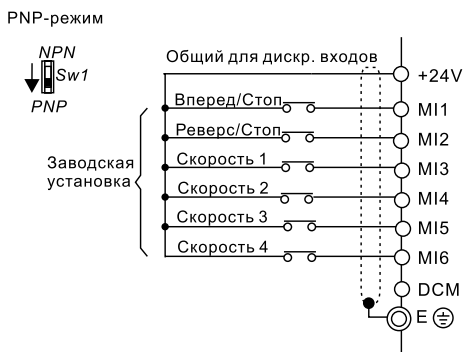 PNP-режим
NPN
Sw1
PNP
Общий для дискр. входов
+24V
Вперед/Стоп
MI1
Реверс/Стоп
MI2
Заводская
установка
Скорость 1
MI3
Скорость 2
MI4
Скорость 3
MI5
Скорость 4
MI6
DCM
E